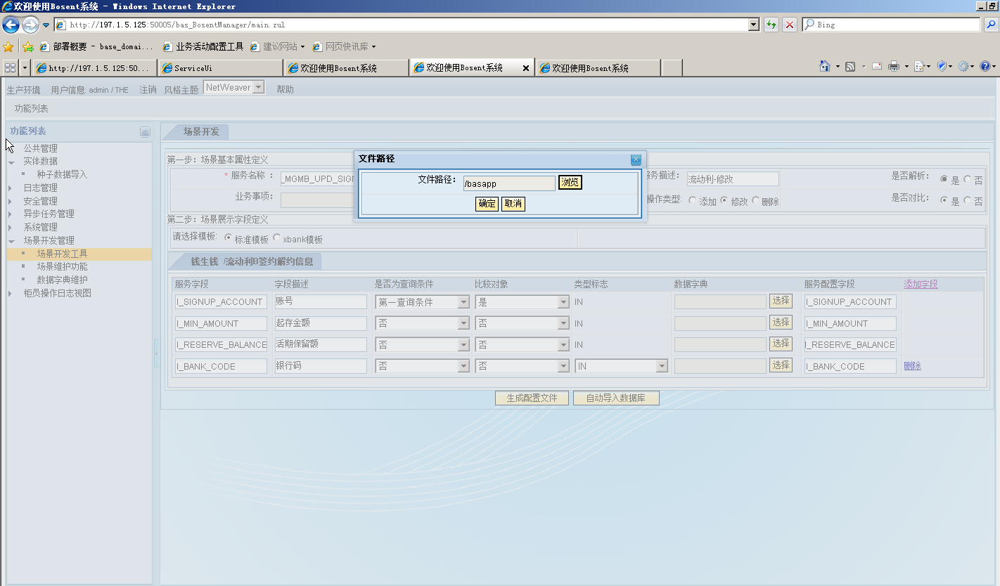 欢迎使用Bosent系统 - Windows Internet Explorer
http://197.1.5.125:50005/bas_BosentManager/main.zul
Bing
部署概要 - base_domai... 业务活动配置工具 建议网站 网页快讯库
http://197.1.5.125:50... ServiceUi 欢迎使用Bosent系统 欢迎使用Bosent系统 欢迎使用Bosent系统
生产环境 用户信息: admin / THE 注销 风格主题: NetWeaver 帮助
功能列表
功能列表
公共管理
实体数据
种子数据导入
日志管理
安全管理
异步任务管理
系统管理
场景开发管理
场景开发工具
场景维护功能
数据字典维护
柜员操作日志视图
场景开发
第一步：场景基本属性定义
* 服务名称： _MGMB_UPD_SIGN 服务描述: 流动利-修改 是否解析: 是 否
业务事项: 操作类型: 添加 修改 删除 是否对比: 是 否
文件路径
文件路径: /basapp 浏览
确定 取消
第二步：场景展示字段定义
请选择模板: 标准模板 xbank模板
钱生钱 /流动利B签约解约信息
服务字段 字段描述 是否为查询条件 比较对象 类型标志 数据字典 服务配置字段 添加字段
I_SIGNUP_ACCOUNT 账号 第一查询条件 是 IN 选择 I_SIGNUP_ACCOUNT
I_MIN_AMOUNT 起存金额 否 否 IN 选择 I_MIN_AMOUNT
I_RESERVE_BALANCE 活期保留额 否 否 IN 选择 I_RESERVE_BALANCE
I_BANK_CODE 银行码 否 否 IN 选择 I_BANK_CODE 删除
生成配置文件 自动导入数据库